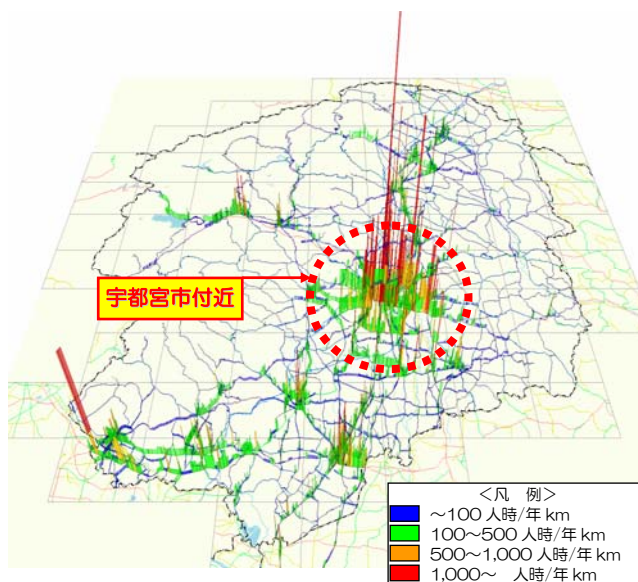 宇都宮市付近
＜凡　例＞
～100 人時/年 km
100～500 人時/年 km
500～1,000 人時/年 km
1,000～　人時/年 km